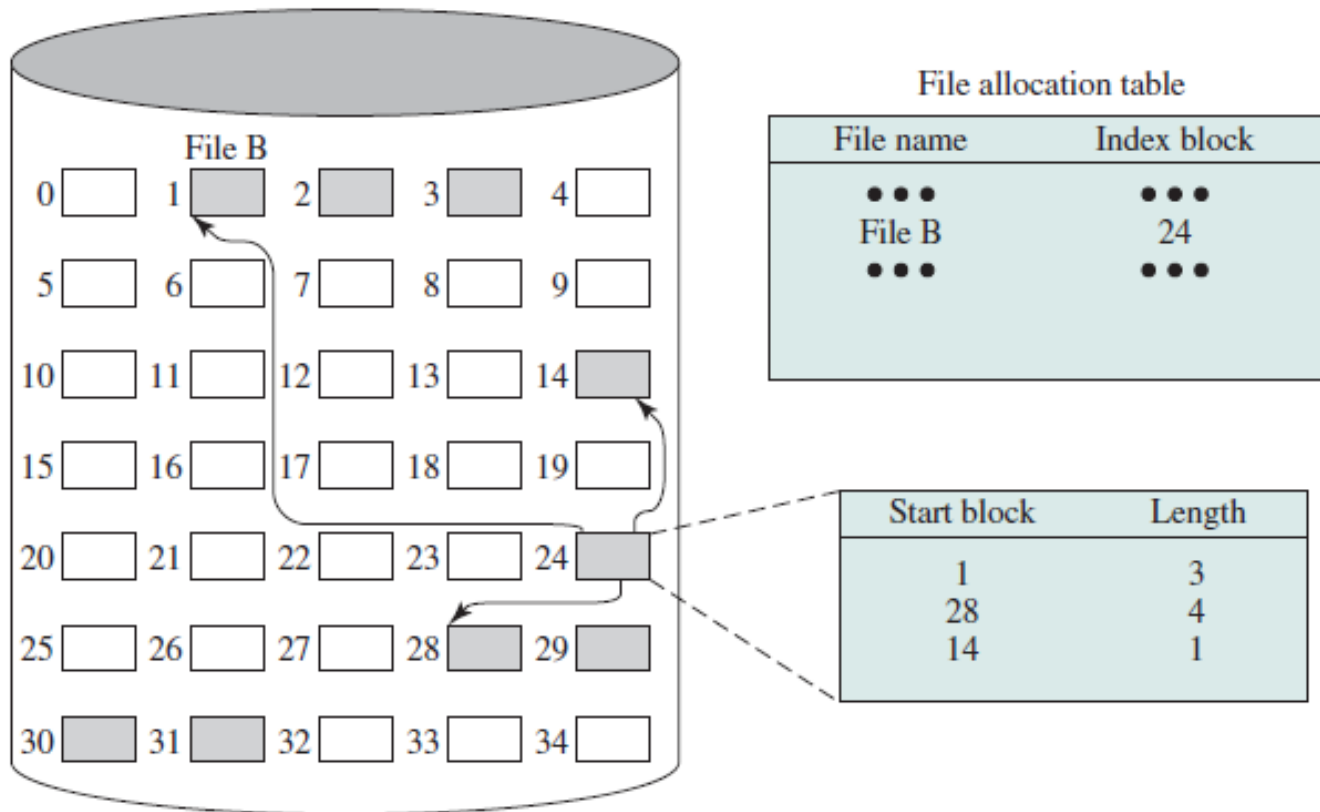 File allocation table
File name Index block
••• •••
File B 24
••• •••
File B
0 1 2 3 4
5 6 7 8 9
10 11 12 13 14
15 16 17 18 19
20 21 22 23 24
25 26 27 28 29
30 31 32 33 34
Start block Length
1 3
28 4
14 1